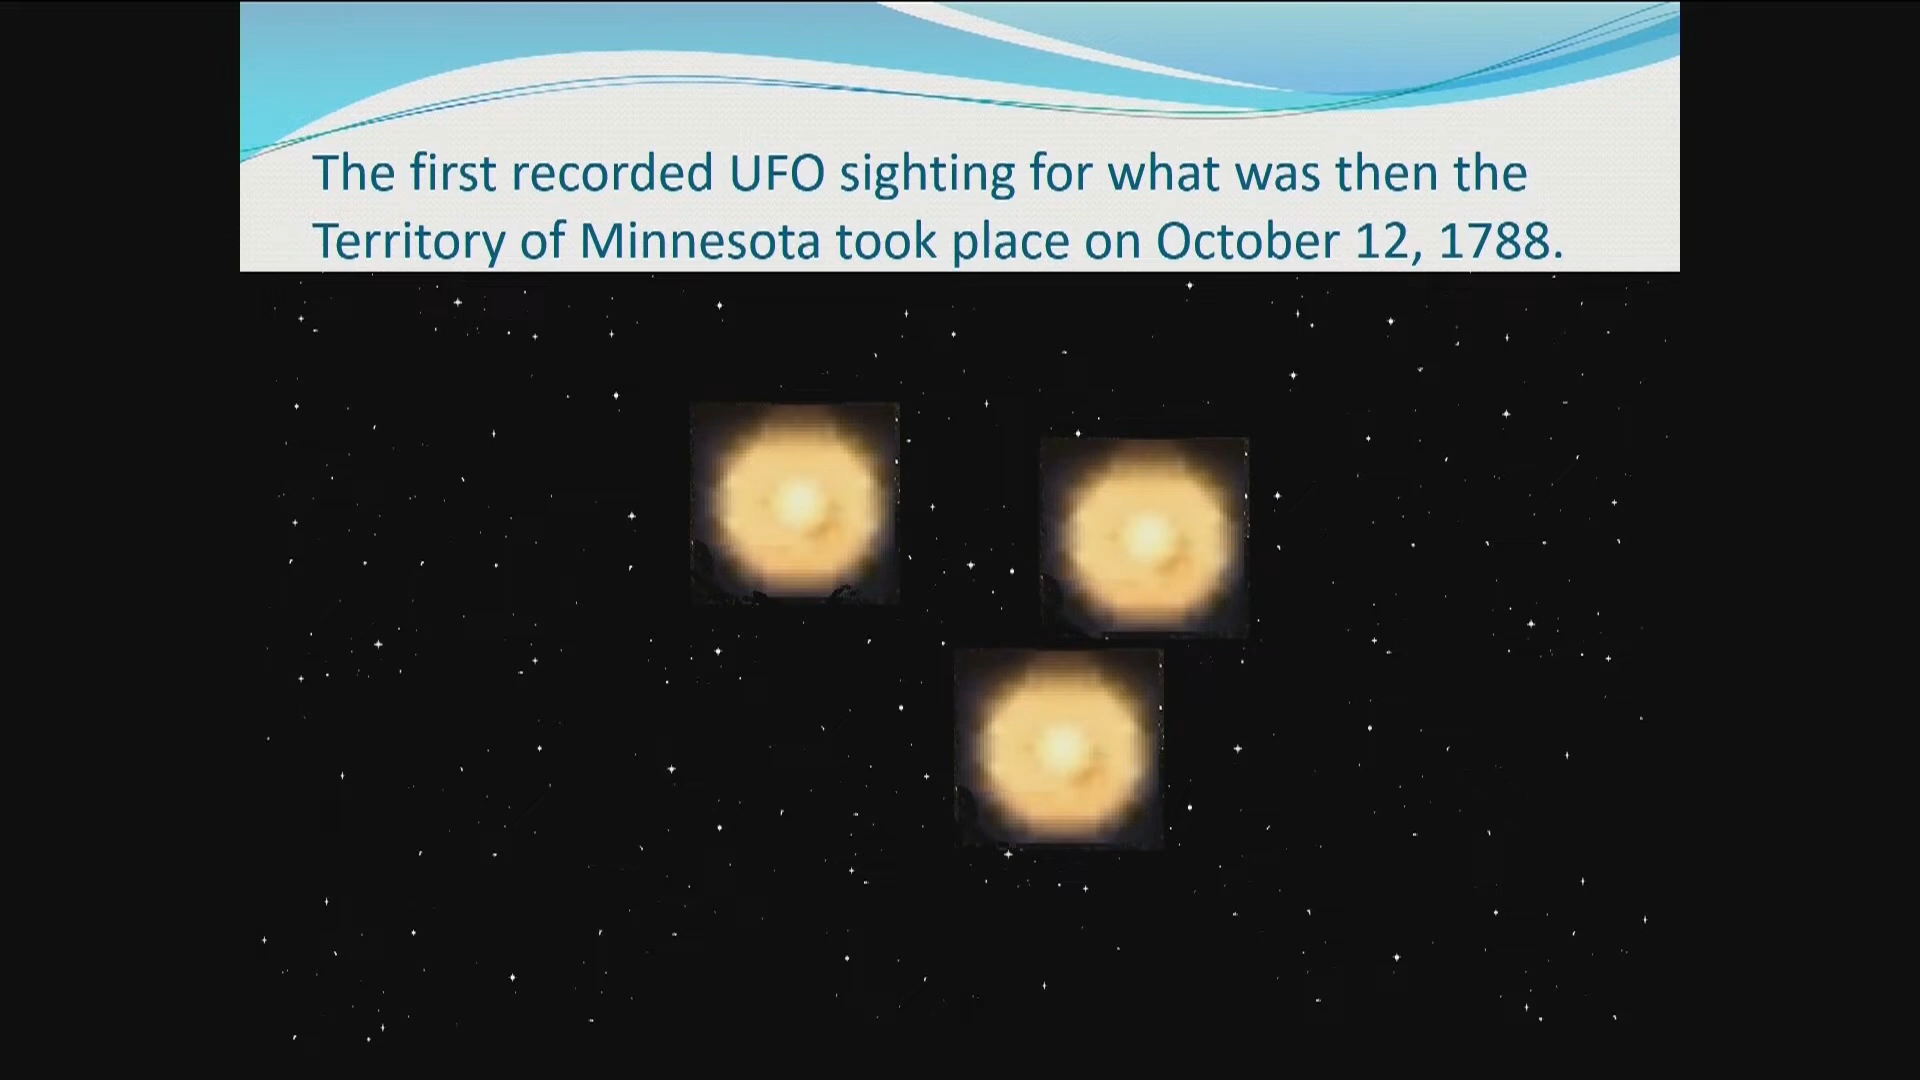 The first recorded UFO sighting for what was then the
Territory of Minnesota took place on October 12, 1788.